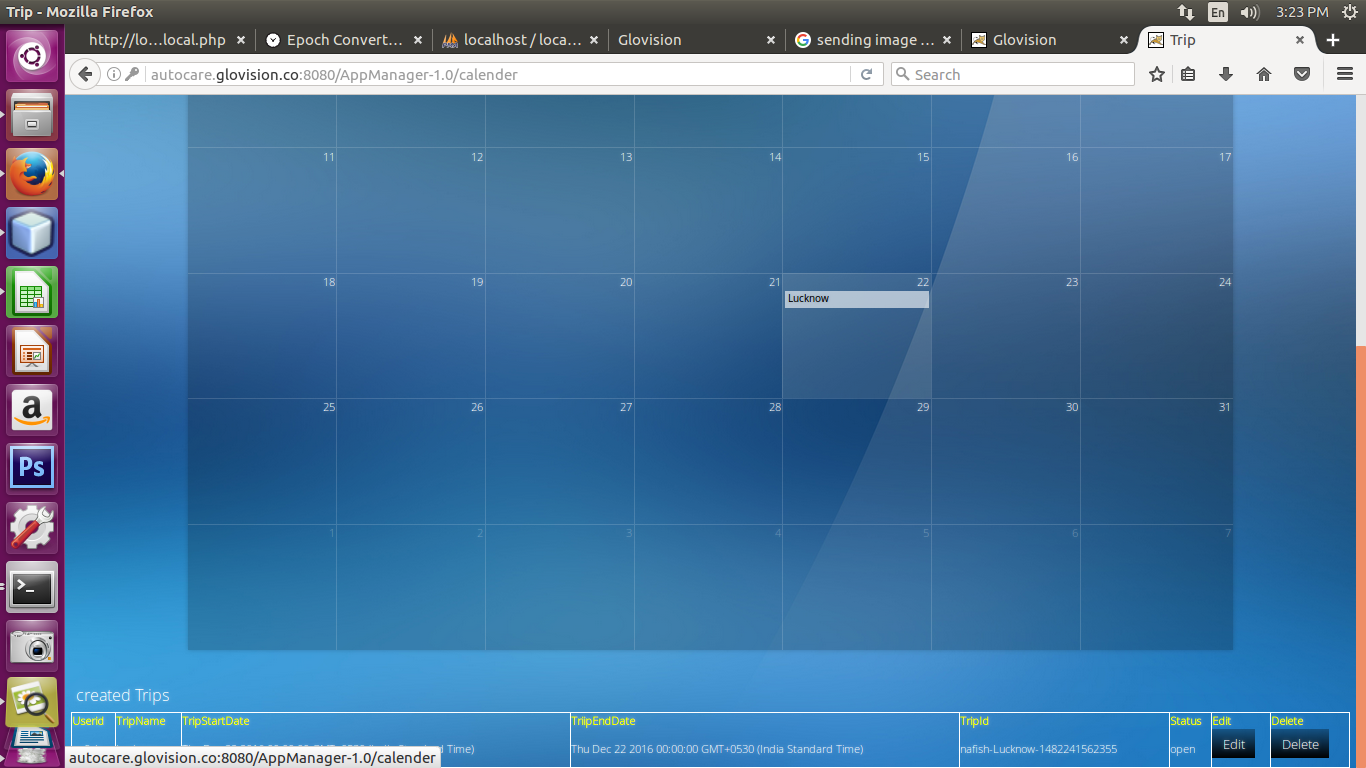 Trip - Mozilla Firefox
En 3:23 PM
http://lo...local.php
Epoch Convert...
localhost / loca...
Glovision
sending image ...
Glovision
Trip
autocare.glovision.co:8080/AppManager-1.0/calender
Search
11 12 13 14 15 16 17
18 19 20 21 22 23 24
Lucknow
25 26 27 28 29 30 31
1 2 3 4 5 6 7
created Trips
Userid TripName TripStartDate TriipEndDate TripId Status Edit Delete
(India Standard Time) Thu Dec 22 2016 00:00:00 GMT+0530 (India Standard Time) nafish-Lucknow-1482241562355 open Edit Delete
autocare.glovision.co:8080/AppManager-1.0/calender
a
Ps